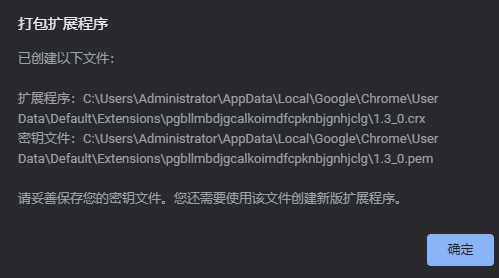 打包扩展程序
已创建以下文件：
扩展程序：C:\Users\Administrator\AppData\Local\Google\Chrome\User
Data\Default\Extensions\pgbllmbdjgcalkoimdfcpknbjgnhjclg\1.3_0.crx
密钥文件：C:\Users\Administrator\AppData\Local\Google\Chrome\User
Data\Default\Extensions\pgbllmbdjgcalkoimdfcpknbjgnhjclg\1.3_0.pem
请妥善保存您的密钥文件。您还需要使用该文件创建新版扩展程序。
确定